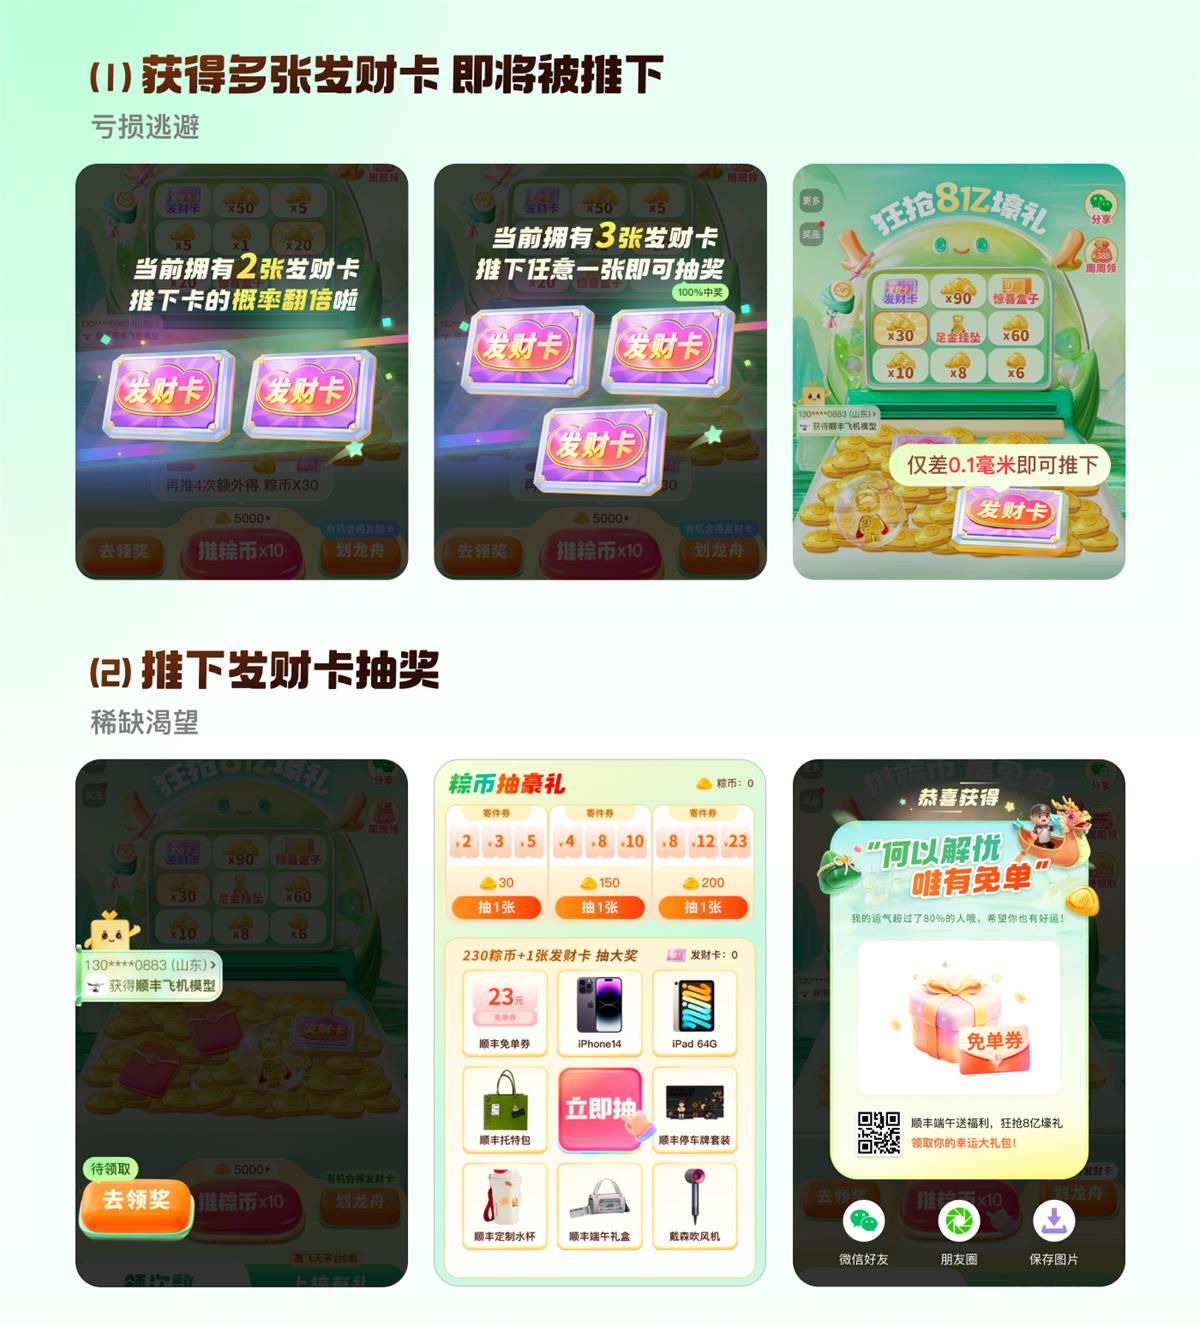 (1) 获得多张发财卡 即将被推下
亏损逃避
周周领
发财卡
x50
x5
x5
x1
x20
当前拥有2张发财卡
推下卡的概率翻倍啦
130****0883 (山东)
获得顺丰飞机模型
发财卡
发财卡
再推4次额外得 粽币X30
5000
有机会得发财卡
去领奖
推粽币x10
划龙舟
周周领
发财卡
x50
x5
当前拥有3张发财卡
推下任意一张即可抽奖
100%中奖
发财卡
发财卡
发财卡
再
30
5000
有机会得发财卡
去领奖
推粽币x10
划龙舟
更多
奖品
狂抢8亿壕礼
分享
¥388
周周领
发财卡
x90
惊喜盒子
x30
足金挂坠
x60
x10
x8
x6
130****0883 (山东)
获得顺丰飞机模型
仅差0.1毫米即可推下
发财卡
(2) 推下发财卡抽奖
稀缺渴望
狂抢8亿壕礼
奖品
分享
周周领
发财卡
x90
惊喜盒子
x30
足金挂坠
x60
x10
x8
x6
130****0883 (山东)
获得顺丰飞机模型
发财卡
待领取
去领奖
5000
推粽币x10
有机会得发财卡
划龙舟
赢飞天茅台6瓶
领次数
上榜有礼
粽币抽豪礼
粽币: 0
寄件券
寄件券
寄件券
¥2 ¥3 ¥5
¥4 ¥8 ¥10
¥8 ¥12 ¥23
30
150
200
抽1张
抽1张
抽1张
230粽币+1张发财卡 抽大奖
发财卡: 0
23元
免单券
顺丰免单券
iPhone14
iPad 64G
顺丰托特包
立即抽
顺丰停车牌套装
顺丰定制水杯
顺丰端午礼盒
戴森吹风机
恭喜获得
“何以解忧
唯有免单”
我的运气超过了80%的人哦，希望你也有好运！
免单券
顺丰端午送福利，狂抢8亿壕礼
领取你的幸运大礼包！
微信好友
朋友圈
保存图片